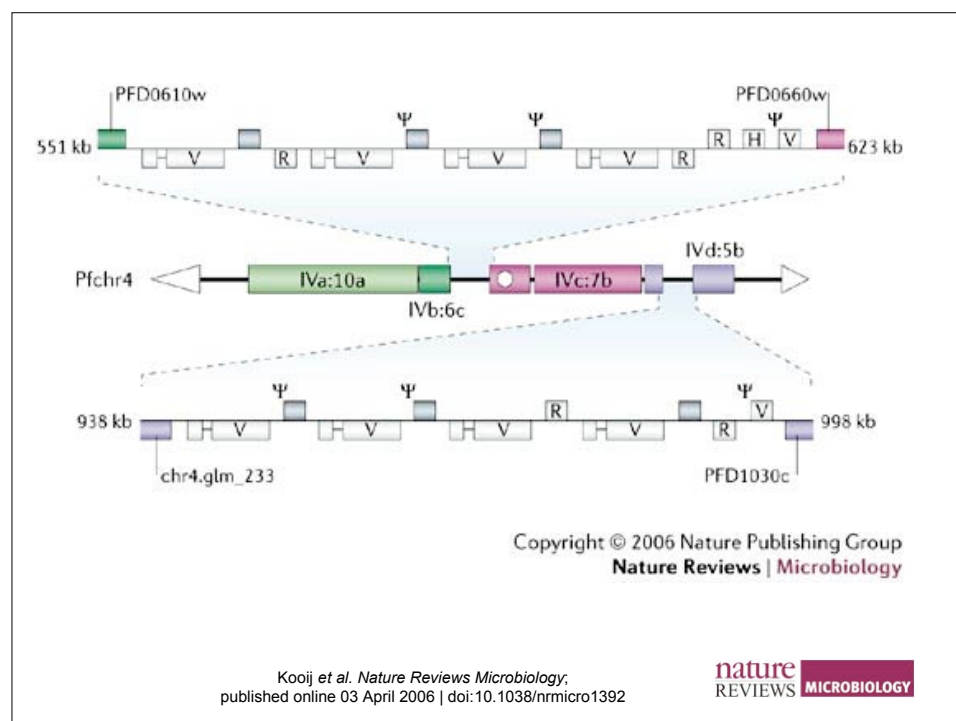 PFD0610w PFD0660w
Ψ Ψ Ψ
R H V
551 kb 623 kb
V R V V V R
IVd:5b
Pfchr4 IVa:10a IVc:7b
IVb:6c
Ψ Ψ Ψ
R V
938 kb 998 kb
V V V V R
chr4.glm_233 PFD1030c
Copyright © 2006 Nature Publishing Group
Nature Reviews | Microbiology
Kooij et al. Nature Reviews Microbiology;
published online 03 April 2006 | doi:10.1038/nrmicro1392
nature
REVIEWS MICROBIOLOGY